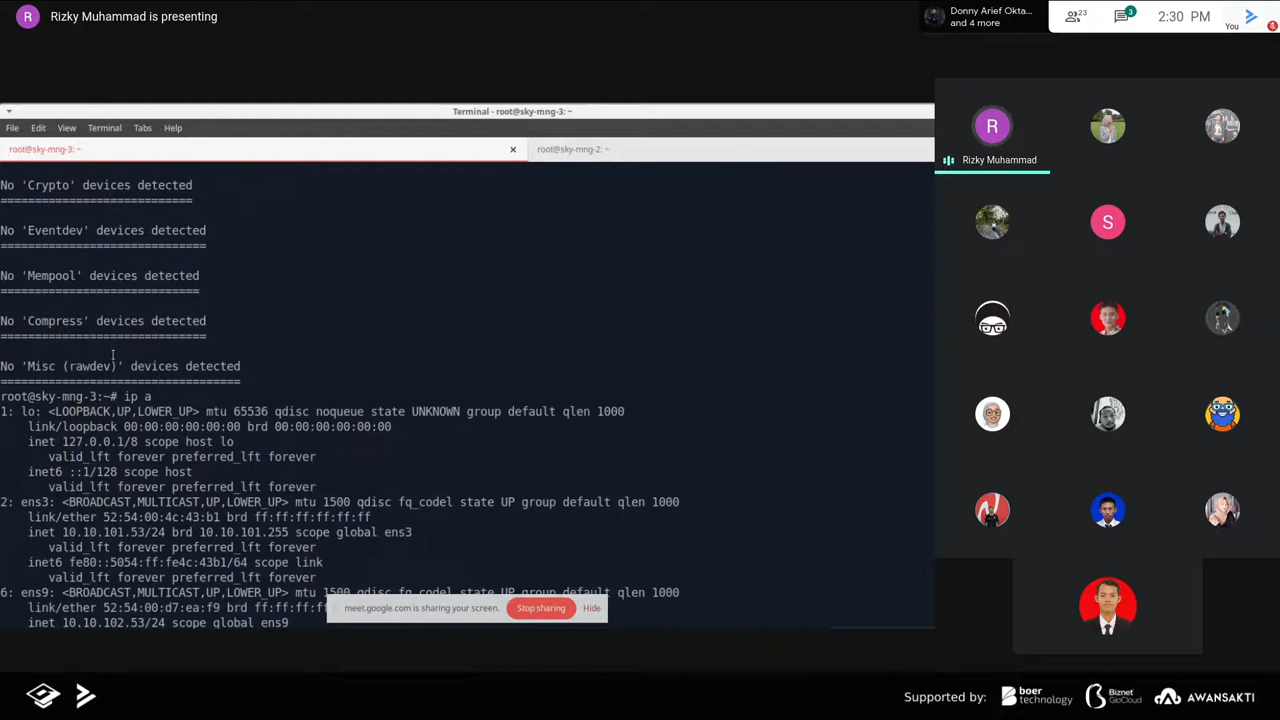 R Rizky Muhammad is presenting
Donny Arief Okta...
and 4 more
23
3
2:30 PM
You
Terminal - root@sky-mng-3: ~
File Edit View Terminal Tabs Help
root@sky-mng-3: ~
root@sky-mng-2: ~
No 'Crypto' devices detected
============================
No 'Eventdev' devices detected
==============================
No 'Mempool' devices detected
=============================
No 'Compress' devices detected
==============================
No 'Misc (rawdev)' devices detected
===================================
root@sky-mng-3:~# ip a
1: lo: <LOOPBACK,UP,LOWER_UP> mtu 65536 qdisc noqueue state UNKNOWN group default qlen 1000
link/loopback 00:00:00:00:00:00 brd 00:00:00:00:00:00
inet 127.0.0.1/8 scope host lo
valid_lft forever preferred_lft forever
inet6 ::1/128 scope host
valid_lft forever preferred_lft forever
2: ens3: <BROADCAST,MULTICAST,UP,LOWER_UP> mtu 1500 qdisc fq_codel state UP group default qlen 1000
link/ether 52:54:00:4c:43:b1 brd ff:ff:ff:ff:ff:ff
inet 10.10.101.53/24 brd 10.10.101.255 scope global ens3
valid_lft forever preferred_lft forever
inet6 fe80::5054:ff:fe4c:43b1/64 scope link
valid_lft forever preferred_lft forever
6: ens9: <BROADCAST,MULTICAST,UP,LOWER_UP> mtu 1500 qdisc fq_codel state UP group default qlen 1000
link/ether 52:54:00:d7:ea:f9 brd ff:ff:ff:ff
inet 10.10.102.53/24 scope global ens9
meet.google.com is sharing your screen.
Stop sharing
Hide
R
Rizky Muhammad
S
Supported by:
boer technology
Biznet GioCloud
AWANSAKTI